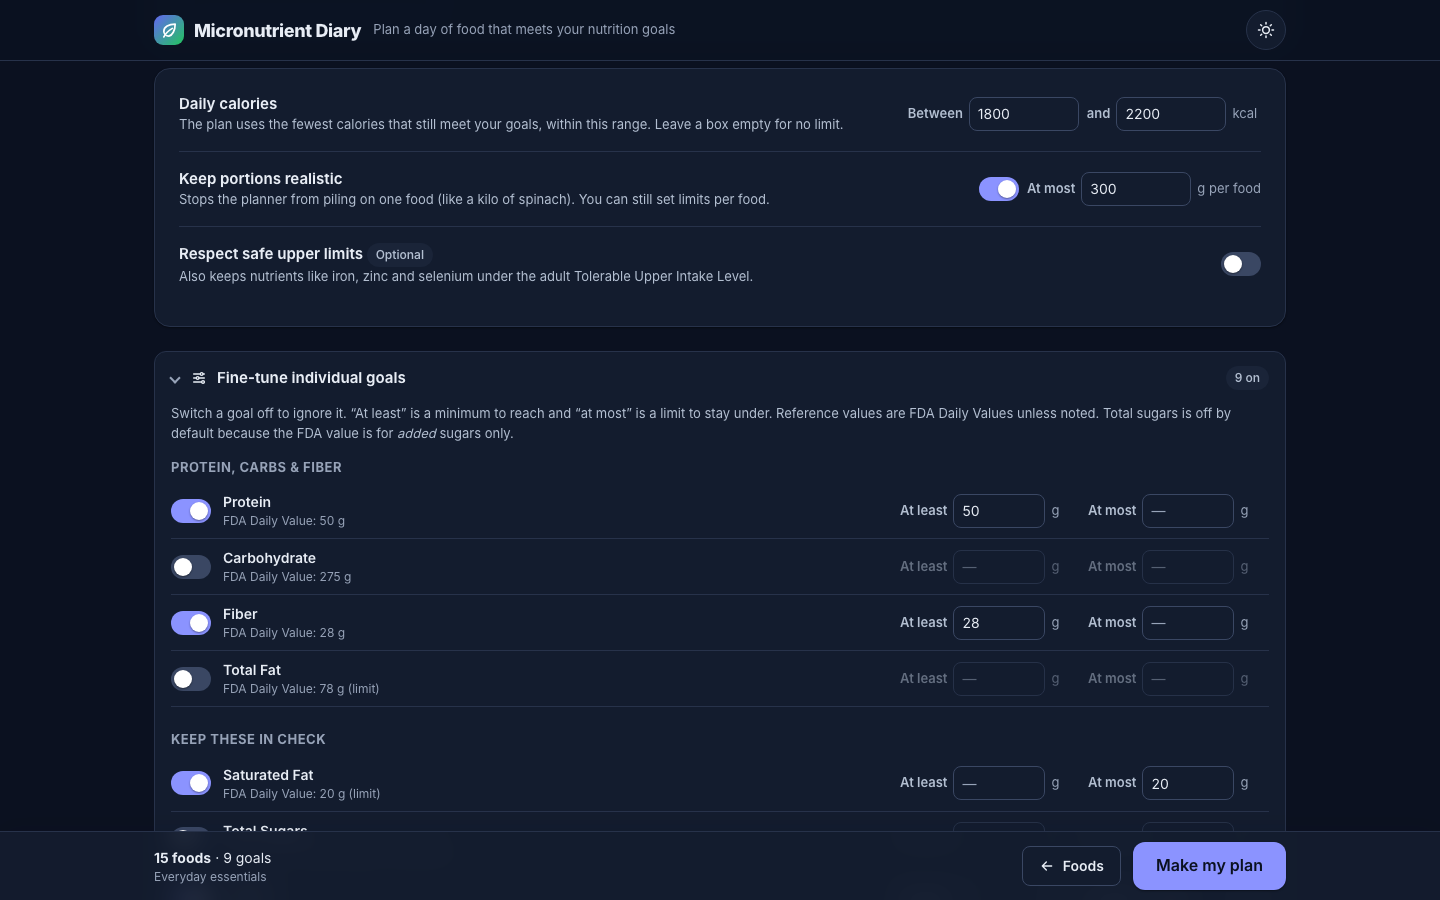 Micronutrient Diary Plan a day of food that meets your nutrition goals
Daily calories
The plan uses the fewest calories that still meet your goals, within this range. Leave a box empty for no limit.
Between 1800 and 2200 kcal
Keep portions realistic
Stops the planner from piling on one food (like a kilo of spinach). You can still set limits per food.
At most 300 g per food
Respect safe upper limits Optional
Also keeps nutrients like iron, zinc and selenium under the adult Tolerable Upper Intake Level.
Fine-tune individual goals 9 on
Switch a goal off to ignore it. “At least” is a minimum to reach and “at most” is a limit to stay under. Reference values are FDA Daily Values unless noted. Total sugars is off by
default because the FDA value is for added sugars only.
PROTEIN, CARBS & FIBER
Protein
FDA Daily Value: 50 g
At least 50 g At most — g
Carbohydrate
FDA Daily Value: 275 g
At least — g At most — g
Fiber
FDA Daily Value: 28 g
At least 28 g At most — g
Total Fat
FDA Daily Value: 78 g (limit)
At least — g At most — g
KEEP THESE IN CHECK
Saturated Fat
FDA Daily Value: 20 g (limit)
At least — g At most 20 g
Total Sugars
15 foods · 9 goals
Everyday essentials
← Foods
Make my plan